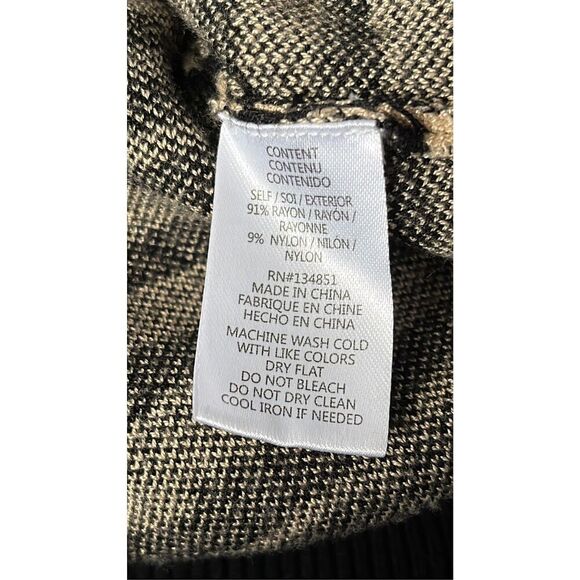 CONTENT
CONTENU
CONTENIDO
SELF / SOI / EXTERIOR
91% RAYON / RAYÓN /
RAYONNE
9% NYLON / NILÓN /
NYLON
RN#134851
MADE IN CHINA
FABRIQUE EN CHINE
HECHO EN CHINA
MACHINE WASH COLD
WITH LIKE COLORS
DRY FLAT
DO NOT BLEACH
DO NOT DRY CLEAN
COOL IRON IF NEEDED